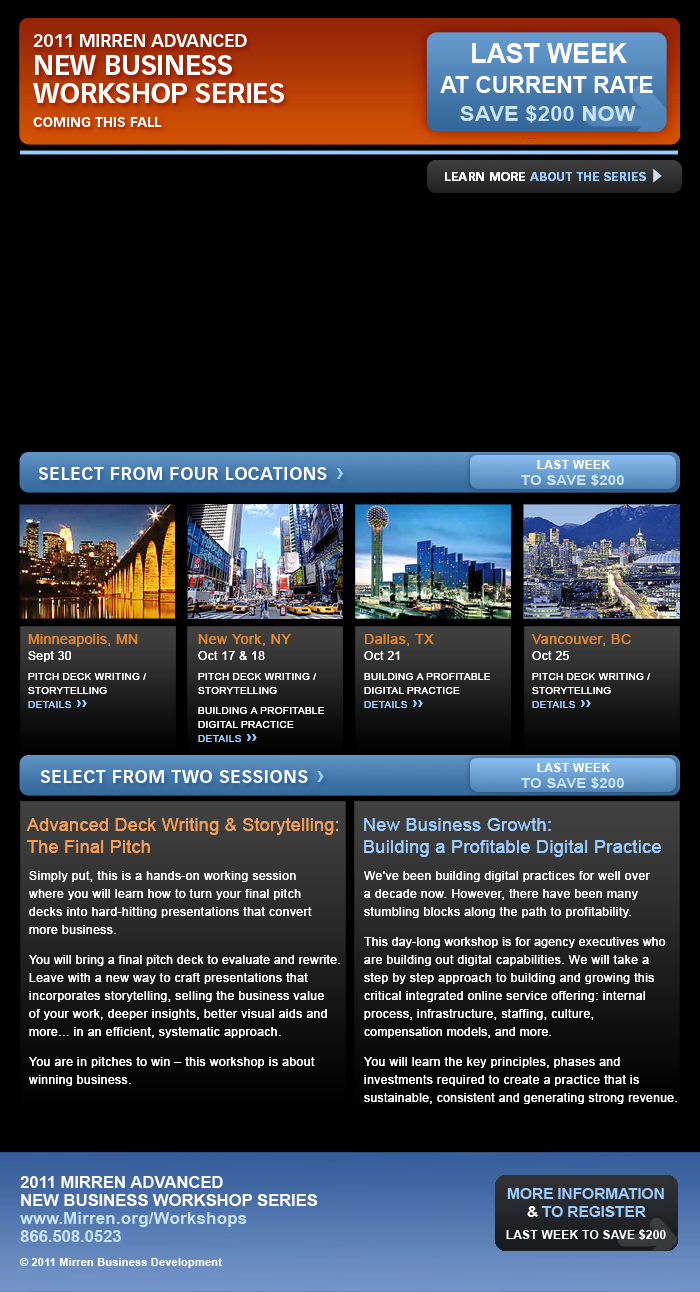 2011 MIRREN ADVANCED
NEW BUSINESS
WORKSHOP SERIES
COMING THIS FALL
LAST WEEK
AT CURRENT RATE
SAVE $200 NOW
LEARN MORE ABOUT THE SERIES
SELECT FROM FOUR LOCATIONS ›
LAST WEEK
TO SAVE $200
Minneapolis, MN
Sept 30
PITCH DECK WRITING /
STORYTELLING
DETAILS ››
New York, NY
Oct 17 & 18
PITCH DECK WRITING /
STORYTELLING
BUILDING A PROFITABLE
DIGITAL PRACTICE
DETAILS ››
Dallas, TX
Oct 21
BUILDING A PROFITABLE
DIGITAL PRACTICE
DETAILS ››
Vancouver, BC
Oct 25
PITCH DECK WRITING /
STORYTELLING
DETAILS ››
SELECT FROM TWO SESSIONS ›
LAST WEEK
TO SAVE $200
Advanced Deck Writing & Storytelling:
The Final Pitch
Simply put, this is a hands-on working session
where you will learn how to turn your final pitch
decks into hard-hitting presentations that convert
more business.
You will bring a final pitch deck to evaluate and rewrite.
Leave with a new way to craft presentations that
incorporates storytelling, selling the business value
of your work, deeper insights, better visual aids and
more... in an efficient, systematic approach.
You are in pitches to win – this workshop is about
winning business.
New Business Growth:
Building a Profitable Digital Practice
We've been building digital practices for well over
a decade now. However, there have been many
stumbling blocks along the path to profitability.
This day-long workshop is for agency executives who
are building out digital capabilities. We will take a
step by step approach to building and growing this
critical integrated online service offering: internal
process, infrastructure, staffing, culture,
compensation models, and more.
You will learn the key principles, phases and
investments required to create a practice that is
sustainable, consistent and generating strong revenue.
2011 MIRREN ADVANCED
NEW BUSINESS WORKSHOP SERIES
www.Mirren.org/Workshops
866.508.0523
© 2011 Mirren Business Development
MORE INFORMATION
& TO REGISTER
LAST WEEK TO SAVE $200